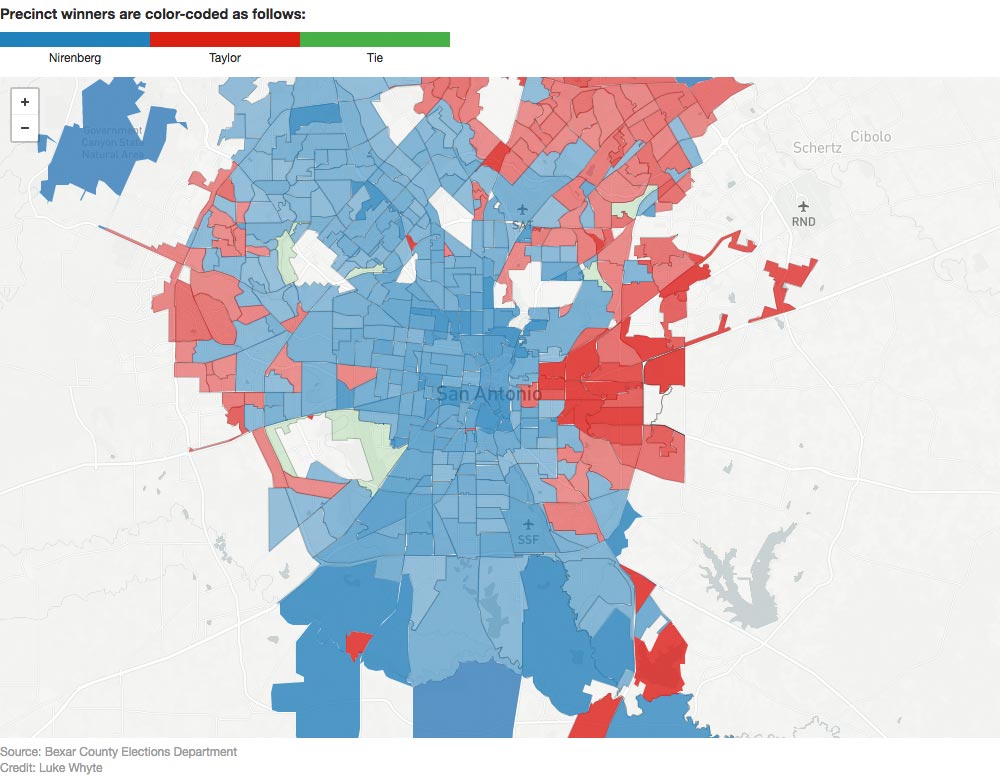 Precinct winners are color-coded as follows:
Nirenberg
Taylor
Tie
+
−
Government
Canyon State
Natural Area
Cibolo
Schertz
RND
SAT
San Antonio
SSF
Source: Bexar County Elections Department
Credit: Luke Whyte